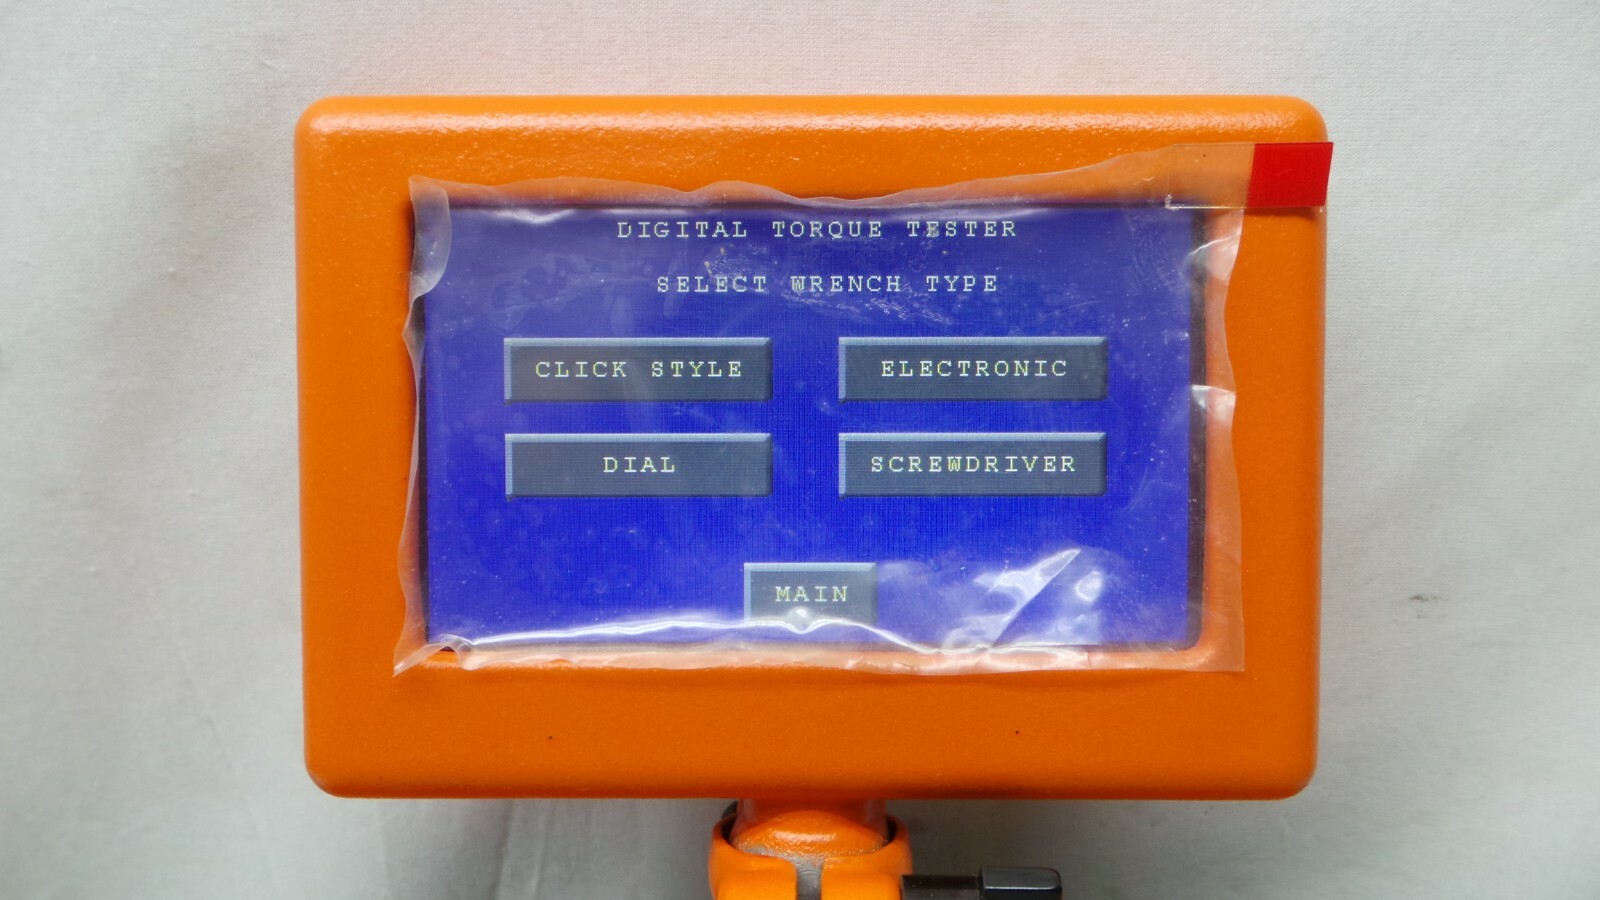 DIGITAL TORQUE TESTER
SELECT WRENCH TYPE
CLICK STYLE
ELECTRONIC
DIAL
SCREWDRIVER
MAIN